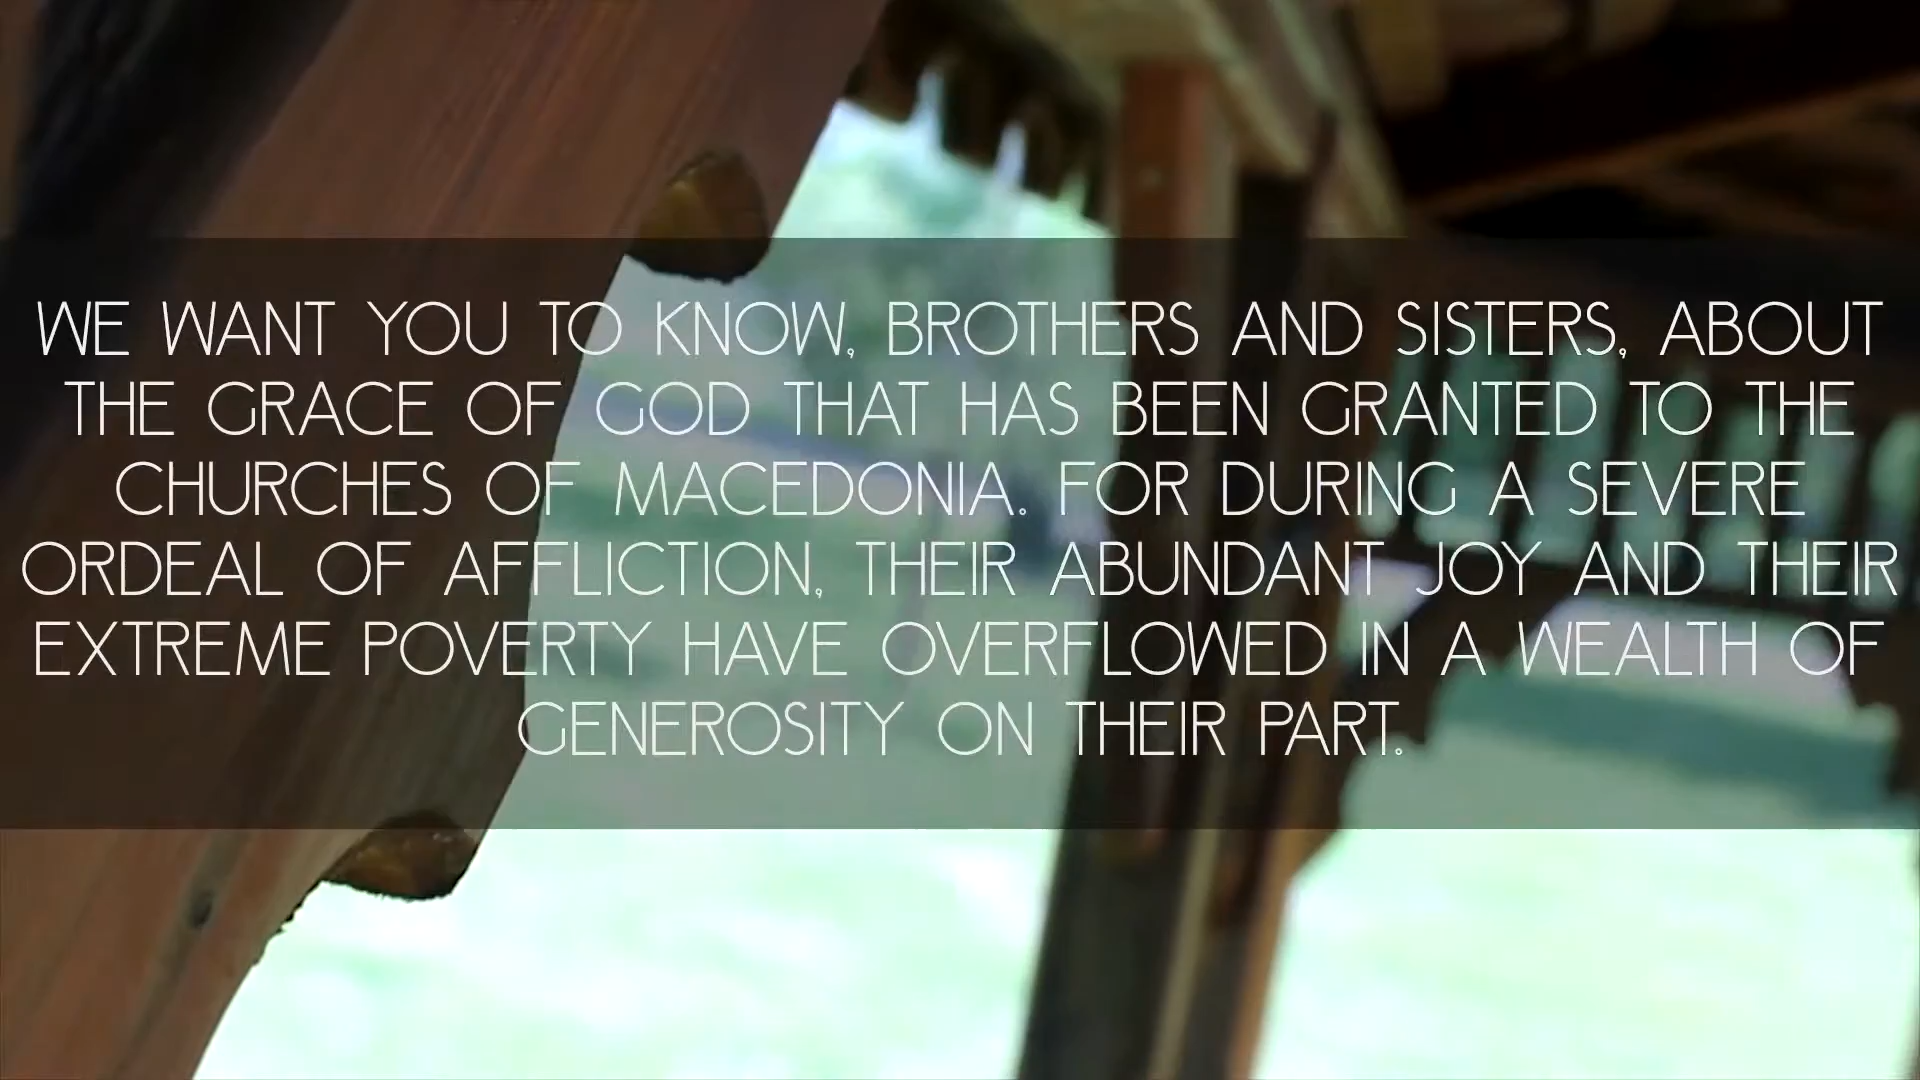 WE WANT YOU TO KNOW, BROTHERS AND SISTERS, ABOUT
THE GRACE OF GOD THAT HAS BEEN GRANTED TO THE
CHURCHES OF MACEDONIA. FOR DURING A SEVERE
ORDEAL OF AFFLICTION, THEIR ABUNDANT JOY AND THEIR
EXTREME POVERTY HAVE OVERFLOWED IN A WEALTH OF
GENEROSITY ON THEIR PART.